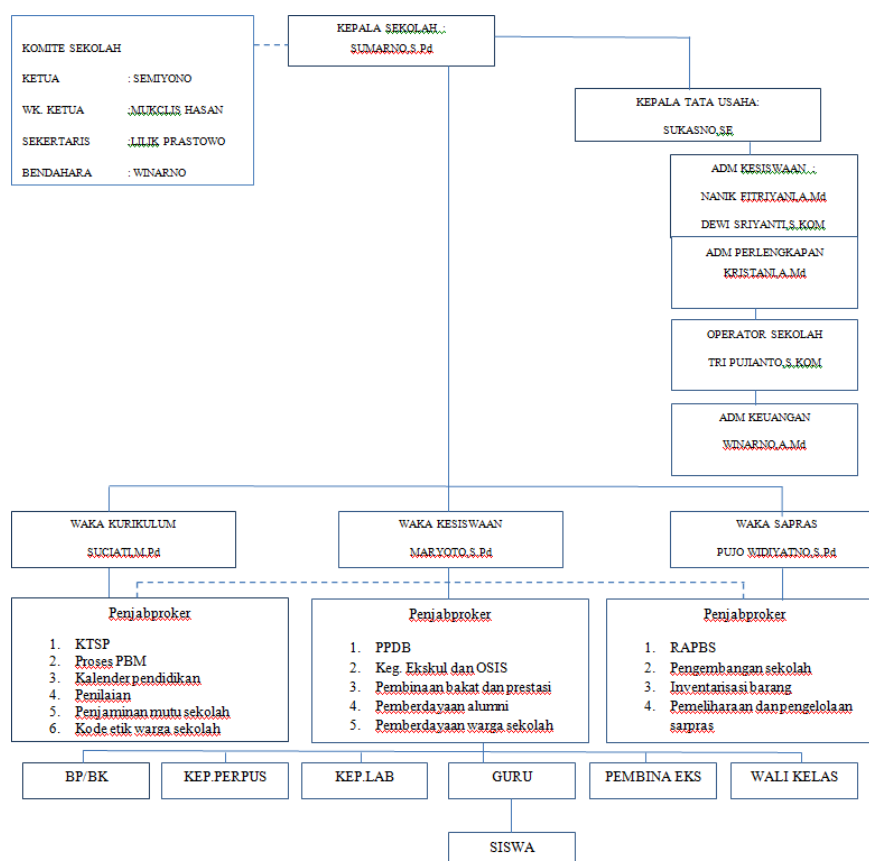 KEPALA SEKOLAH :
SUMARNO,S.Pd
KOMITE SEKOLAH
KETUA : SEMIYONO
WK. KETUA :MUKCLIS HASAN
SEKERTARIS :LILIK PRASTOWO
BENDAHARA : WINARNO
KEPALA TATA USAHA:
SUKASNO,SE
ADM KESISWAAN :
NANIK FITRIYANI,A.Md
DEWI SRIYANTI,S.KOM
ADM PERLENGKAPAN
KRISTANI,A.Md
OPERATOR SEKOLAH
TRI PUJIANTO,S.KOM
ADM KEUANGAN
WINARNO,A.Md
WAKA KURIKULUM
SUCIATI,M.Pd
WAKA KESISWAAN
MARYOTO,S.Pd
WAKA SAPRAS
PUJO WIDIYATNO,S.Pd
Penjabproker
1. KTSP
2. Proses PBM
3. Kalender pendidikan
4. Penilaian
5. Penjaminan mutu sekolah
6. Kode etik warga sekolah
Penjabproker
1. PPDB
2. Keg. Ekskul dan OSIS
3. Pembinaan bakat dan prestasi
4. Pemberdayaan alumni
5. Pemberdayaan warga sekolah
Penjabproker
1. RAPBS
2. Pengembangan sekolah
3. Inventarisasi barang
4. Pemeliharaan dan pengelolaan
sarpras
BP/BK
KEP.PERPUS
KEP.LAB
GURU
PEMBINA EKS
WALI KELAS
SISWA